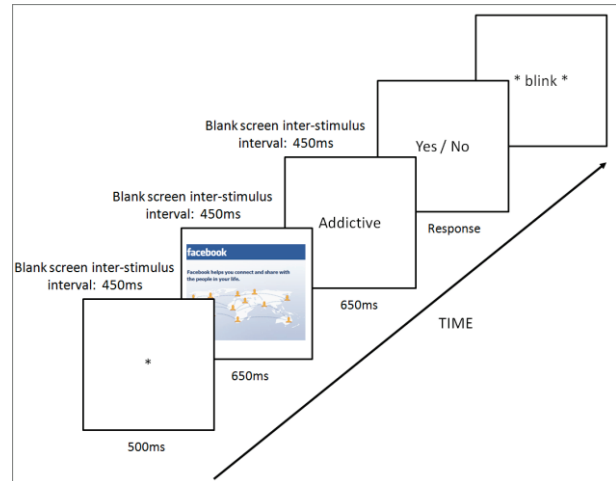 * blink *
Blank screen inter-stimulus
interval: 450ms
Yes / No
Blank screen inter-stimulus
interval: 450ms
Addictive
Response
Blank screen inter-stimulus
interval: 450ms
facebook
Facebook helps you connect and share with
the people in your life.
650ms
TIME
*
650ms
500ms